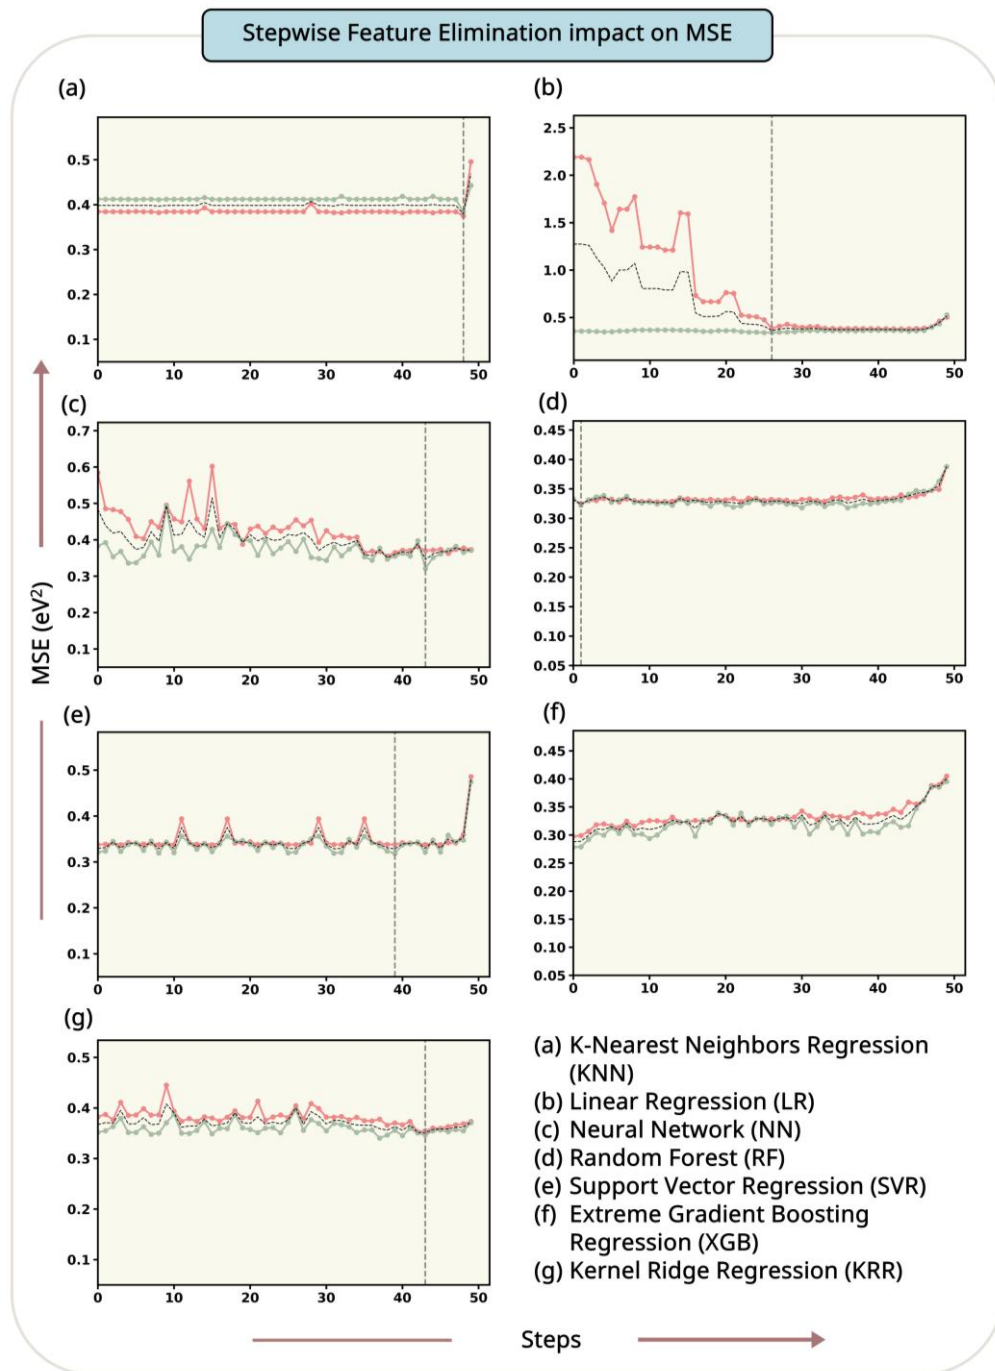 Stepwise Feature Elimination impact on MSE
(a)
0.5
0.4
0.3
0.2
0.1
0 10 20 30 40 50
(b)
2.5
2.0
1.5
1.0
0.5
0 10 20 30 40 50
(c)
0.7
0.6
0.5
0.4
0.3
0.2
0.1
0 10 20 30 40 50
(d)
0.45
0.40
0.35
0.30
0.25
0.20
0.15
0.10
0.05
0 10 20 30 40 50
MSE (eV²)
(e)
0.5
0.4
0.3
0.2
0.1
0 10 20 30 40 50
(f)
0.45
0.40
0.35
0.30
0.25
0.20
0.15
0.10
0.05
0 10 20 30 40 50
(g)
0.5
0.4
0.3
0.2
0.1
0 10 20 30 40 50
(a) K-Nearest Neighbors Regression
(KNN)
(b) Linear Regression (LR)
(c) Neural Network (NN)
(d) Random Forest (RF)
(e) Support Vector Regression (SVR)
(f) Extreme Gradient Boosting
Regression (XGB)
(g) Kernel Ridge Regression (KRR)
Steps